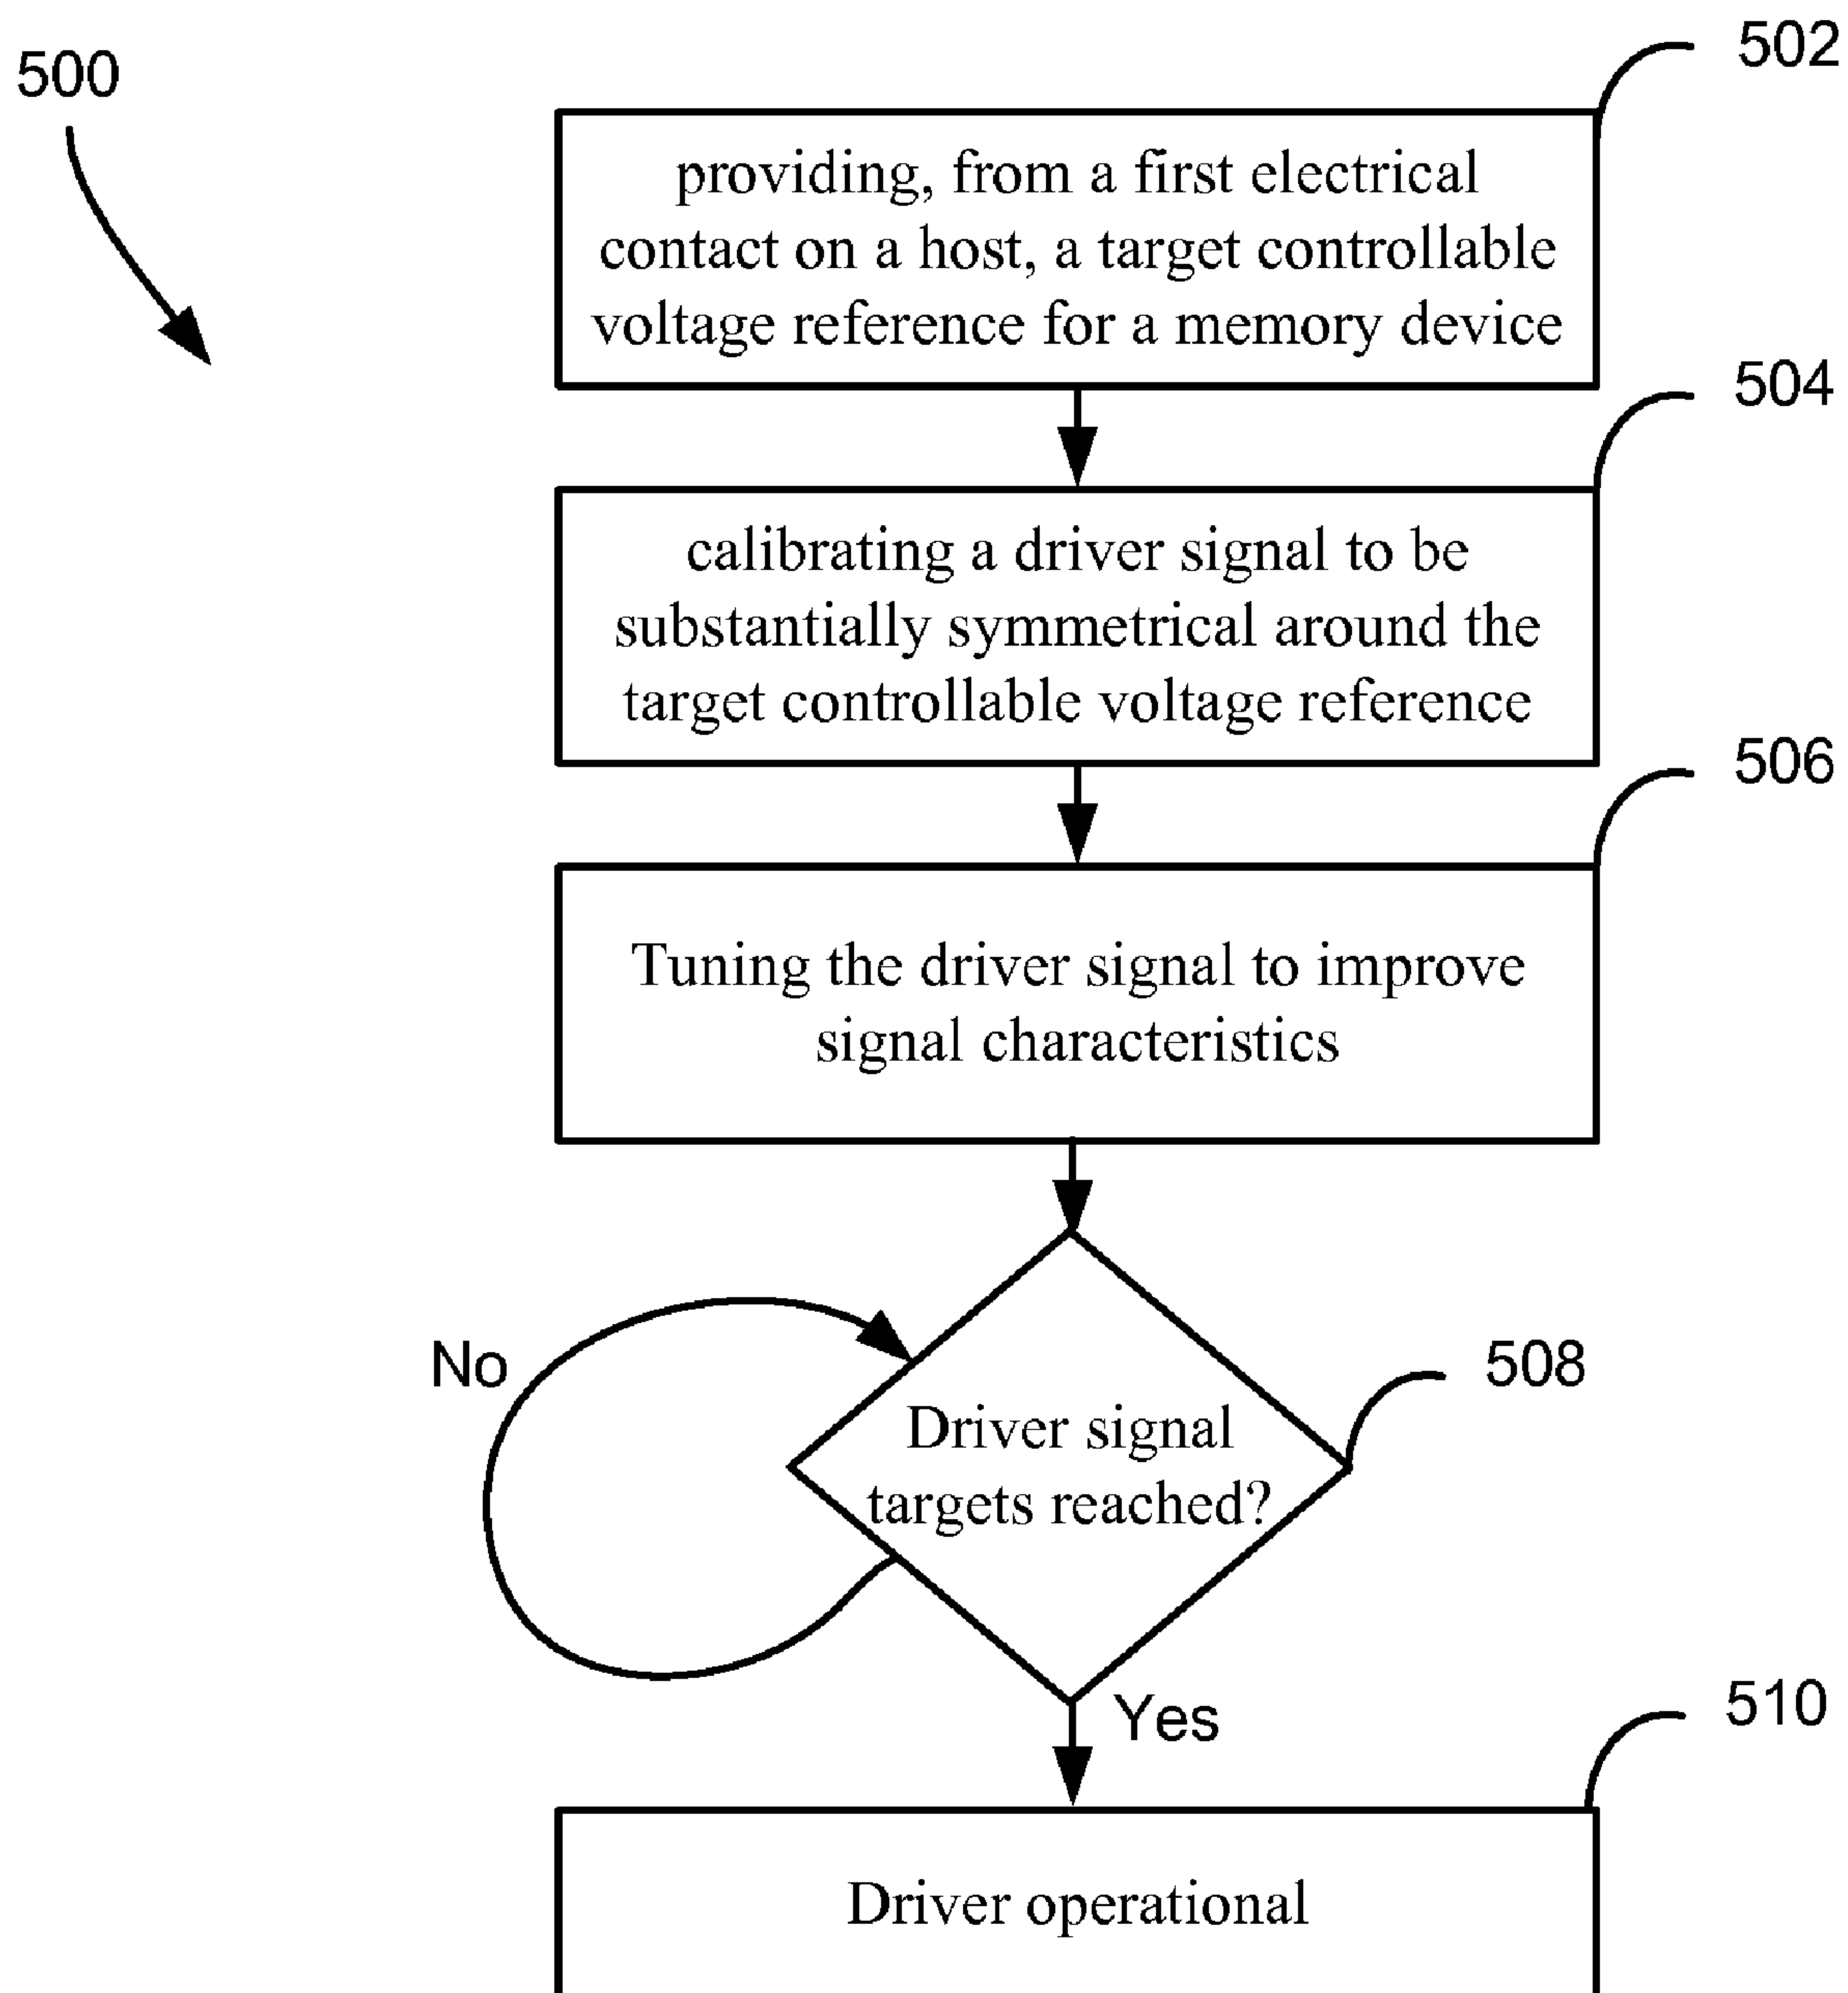 500
502
providing, from a first electrical
contact on a host, a target controllable
voltage reference for a memory device
504
calibrating a driver signal to be
substantially symmetrical around the
target controllable voltage reference
506
Tuning the driver signal to improve
signal characteristics
No
508
Driver signal
targets reached?
Yes
510
Driver operational